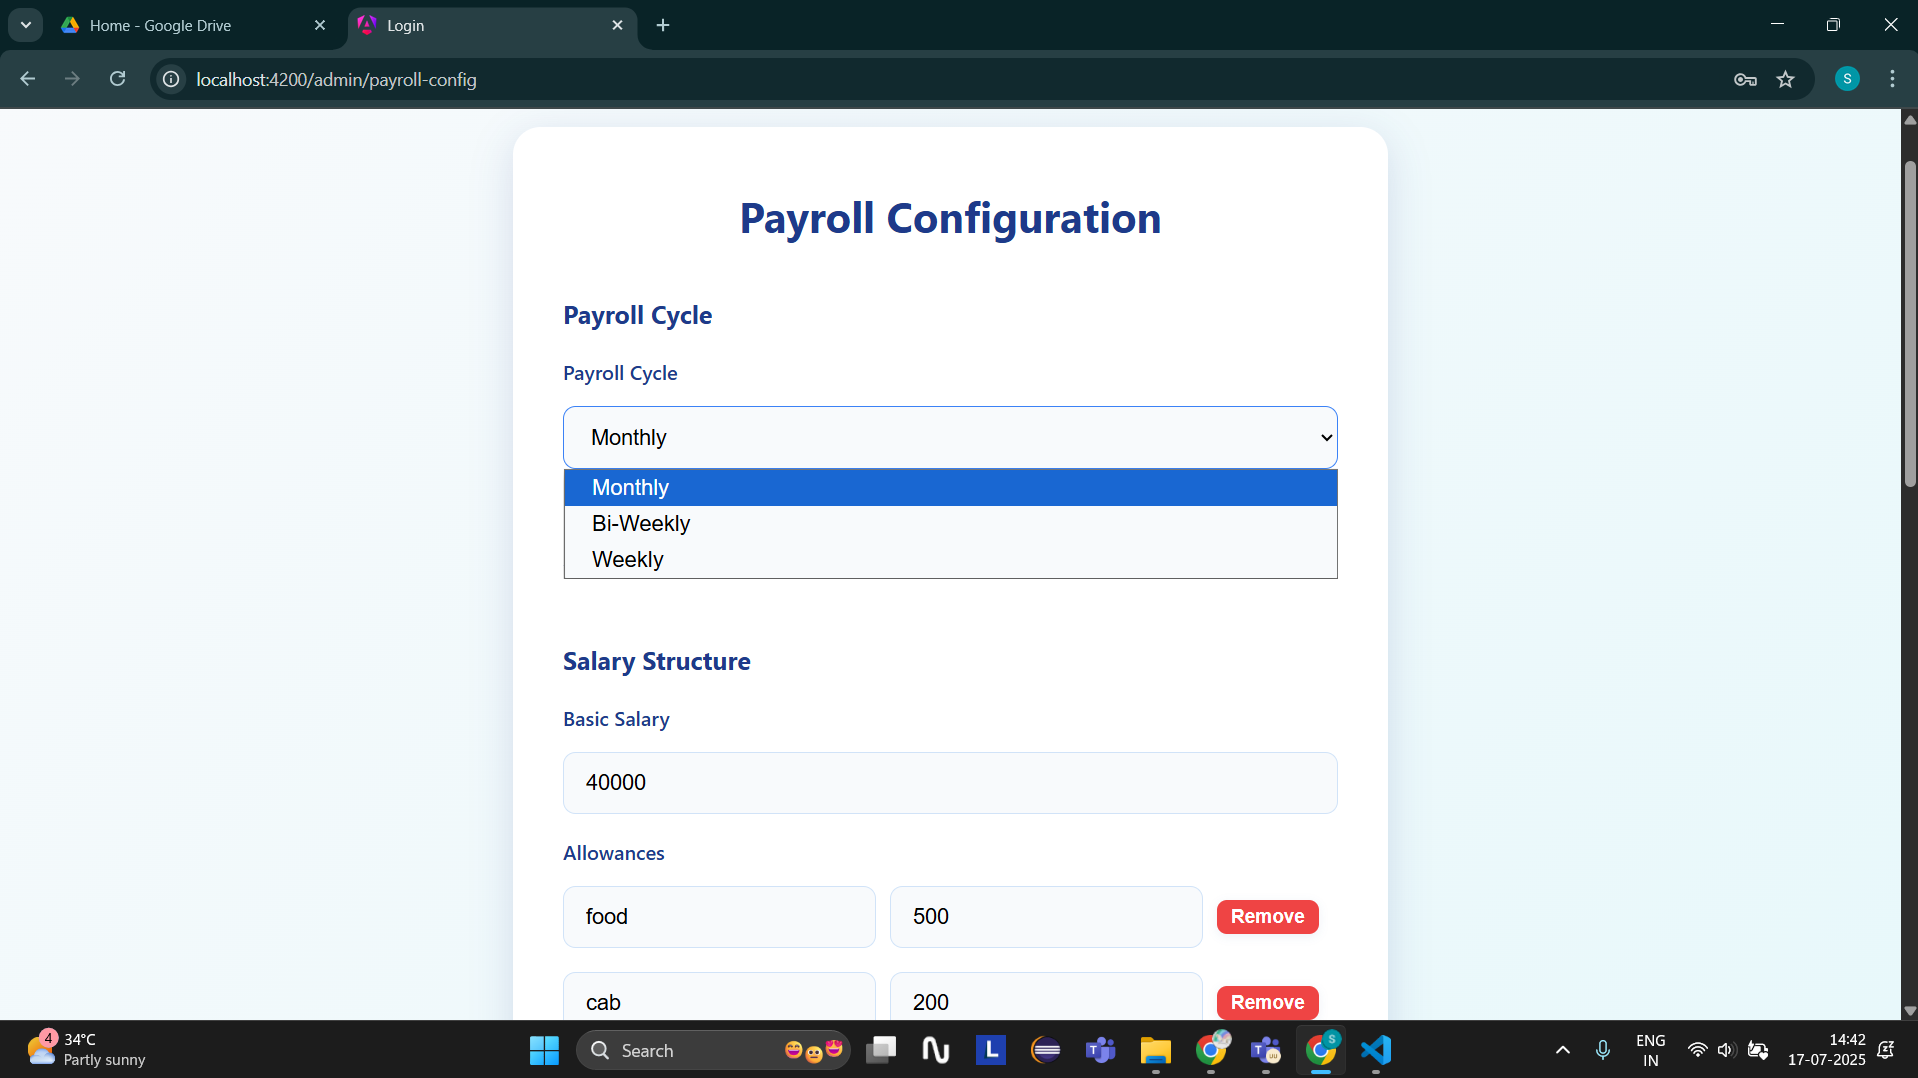 Home - Google Drive
Login
localhost:4200/admin/payroll-config
S
Payroll Configuration
Payroll Cycle
Payroll Cycle
Monthly
Monthly
Bi-Weekly
Weekly
Salary Structure
Basic Salary
40000
Allowances
food 500 Remove
cab 200 Remove
4 34°C
Partly sunny
Search
L
T
T
S
ENG
IN
14:42
17-07-2025